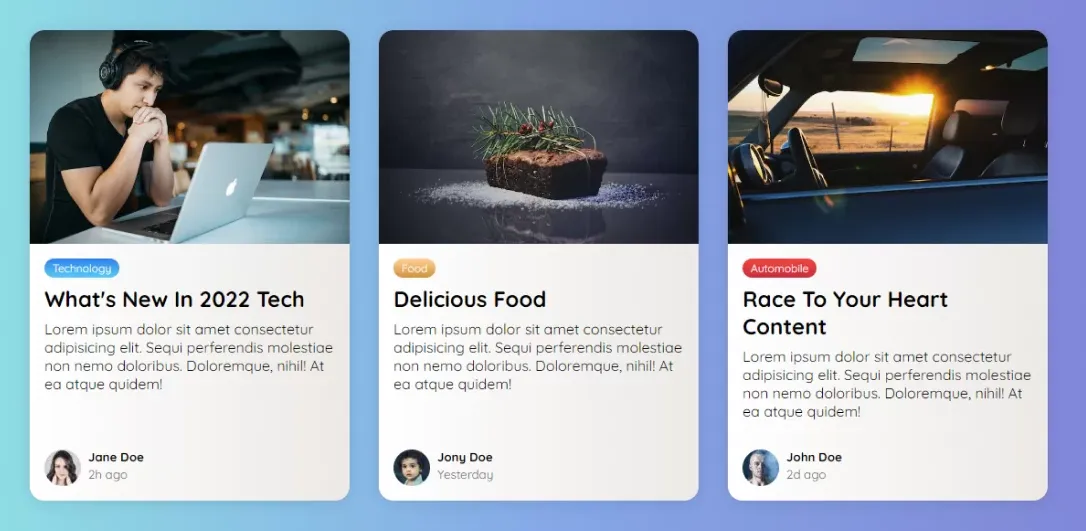 Technology
What's New In 2022 Tech
Lorem ipsum dolor sit amet consectetur
adipisicing elit. Sequi perferendis molestiae
non nemo doloribus. Doloremque, nihil! At
ea atque quidem!
Jane Doe
2h ago
Food
Delicious Food
Lorem ipsum dolor sit amet consectetur
adipisicing elit. Sequi perferendis molestiae
non nemo doloribus. Doloremque, nihil! At
ea atque quidem!
Jony Doe
Yesterday
Automobile
Race To Your Heart
Content
Lorem ipsum dolor sit amet consectetur
adipisicing elit. Sequi perferendis molestiae
non nemo doloribus. Doloremque, nihil! At
ea atque quidem!
John Doe
2d ago